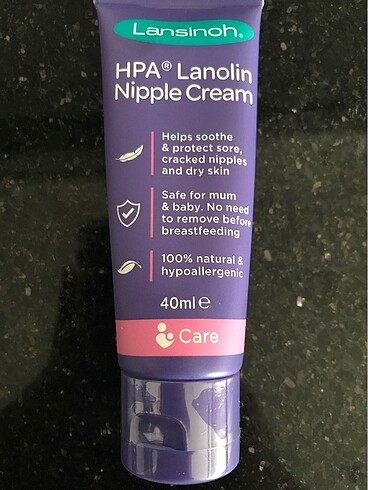 Lansinoh®
HPA® Lanolin
Nipple Cream
Helps soothe
& protect sore,
cracked nipples
and dry skin
Safe for mum
& baby. No need
to remove before
breastfeeding
100% natural &
hypoallergenic
40ml℮
Care